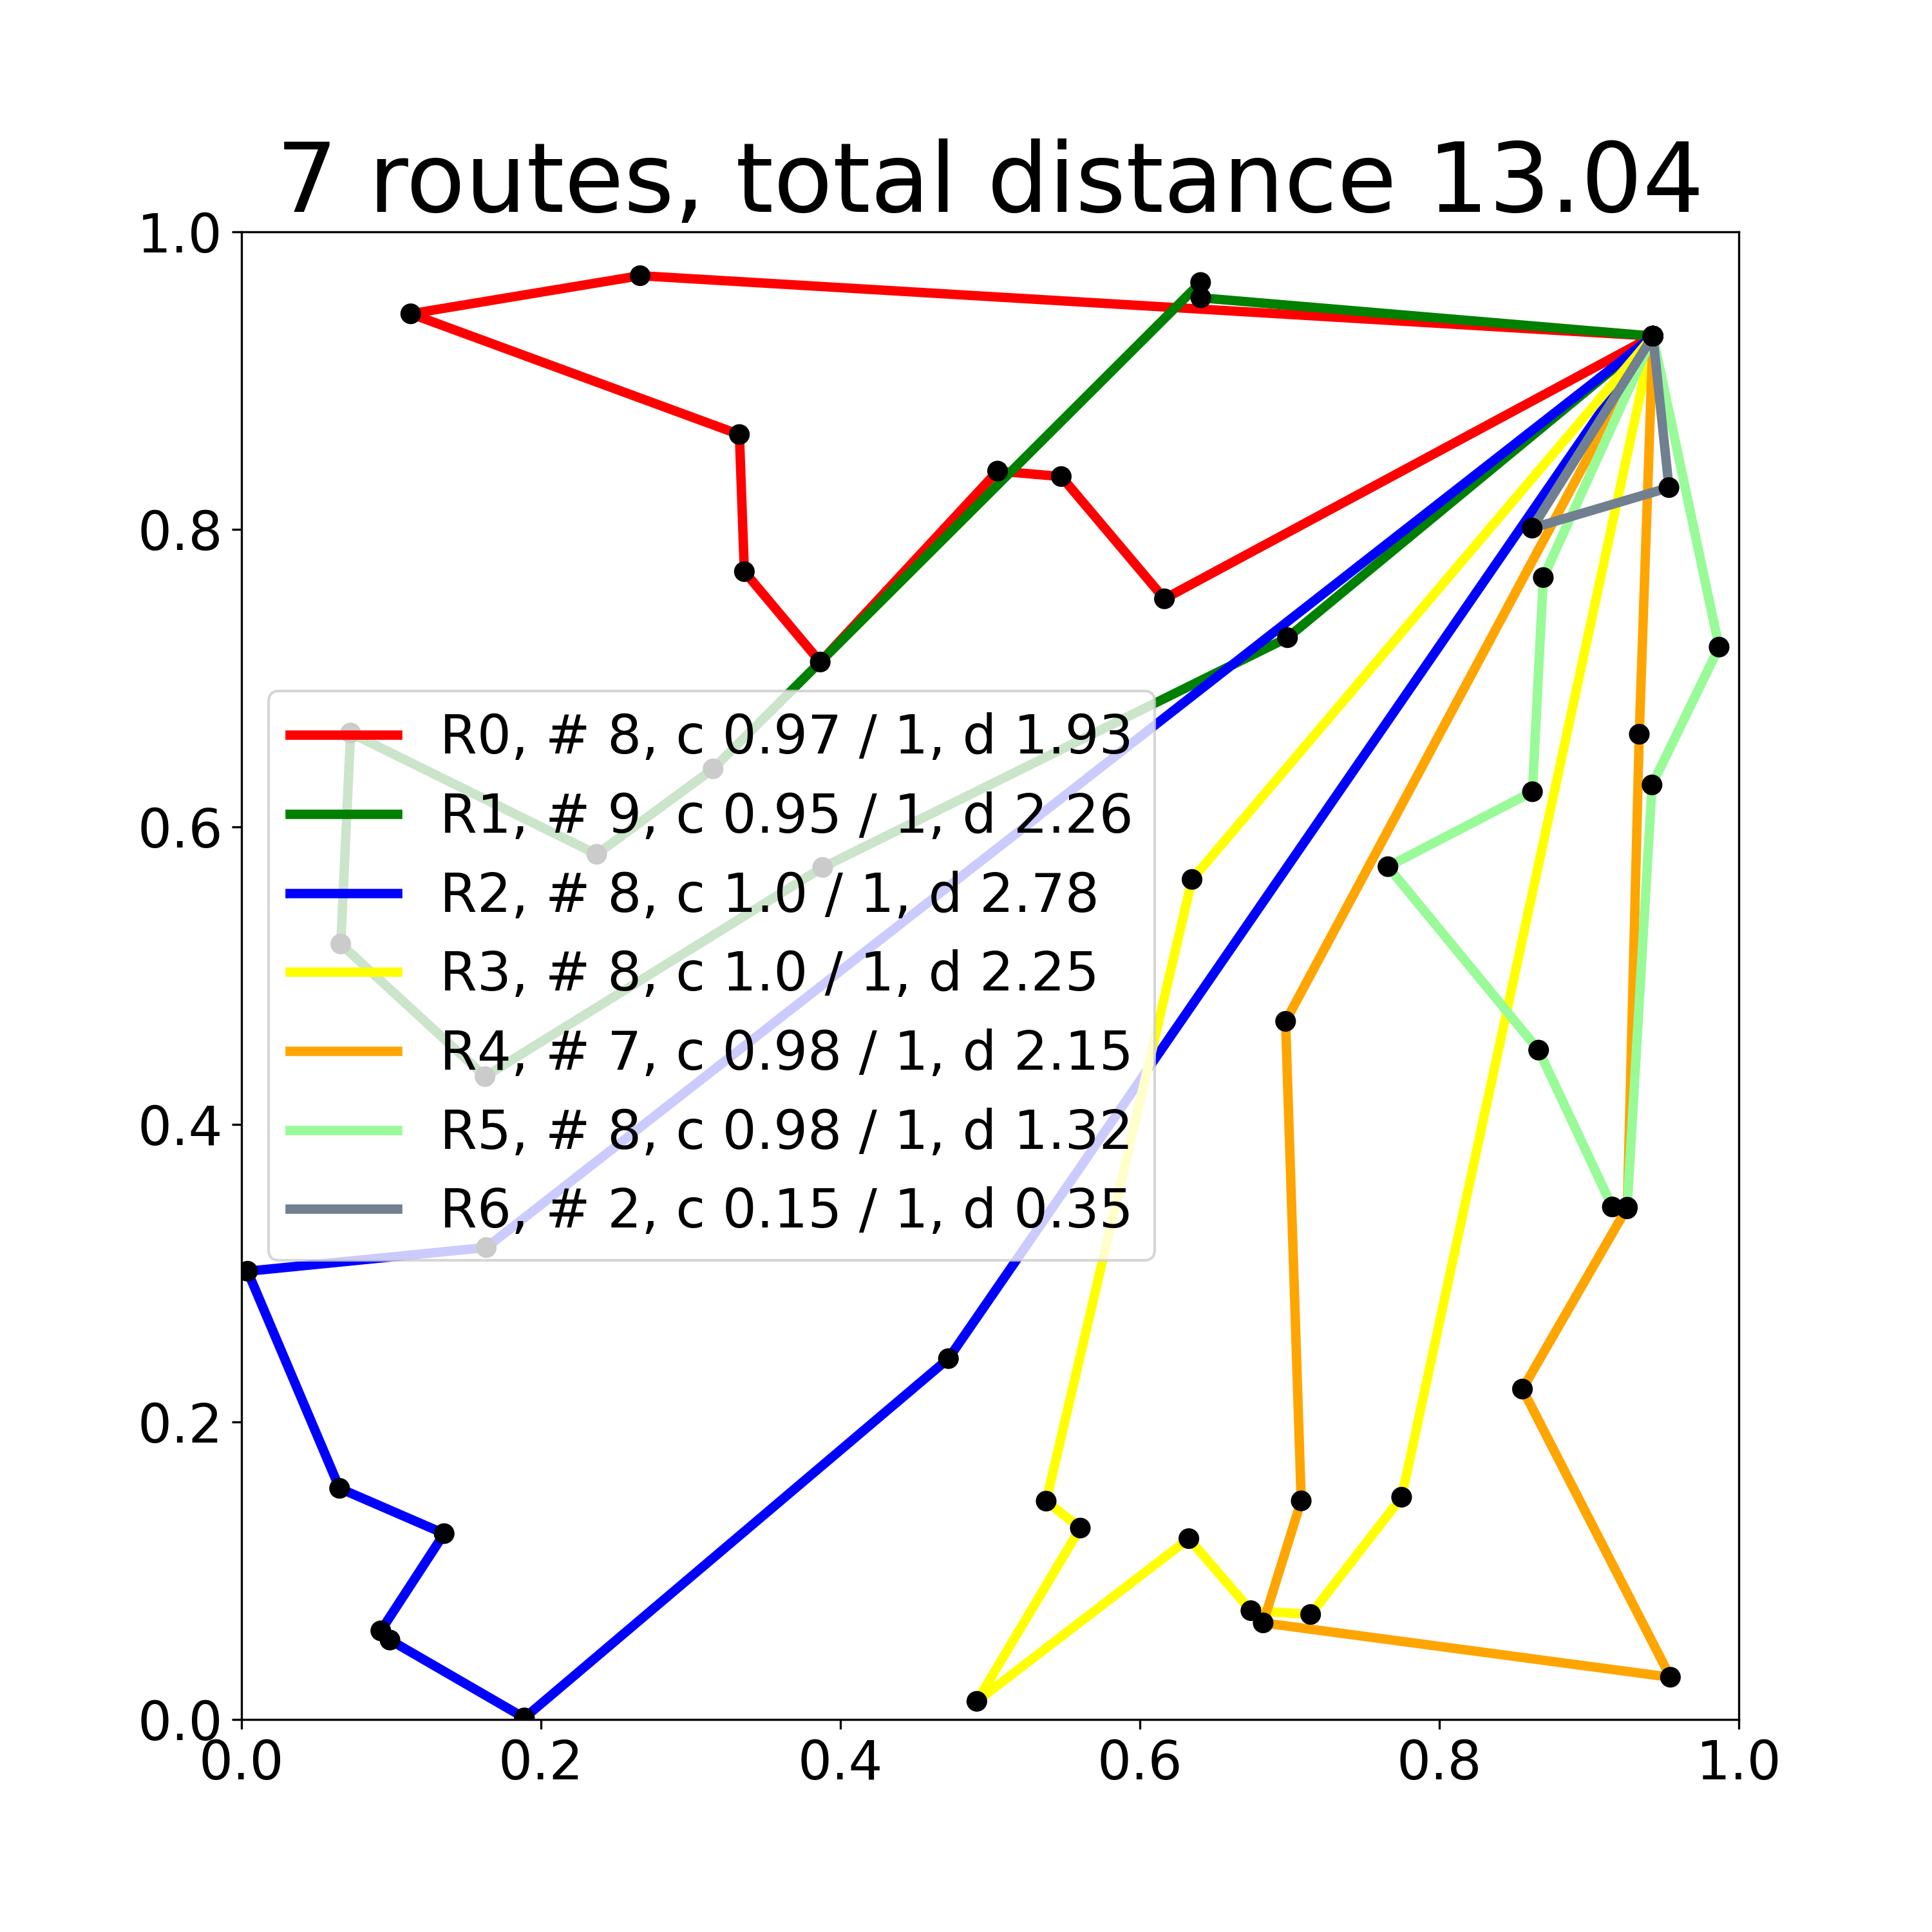 7 routes, total distance 13.04
1.0
0.8
0.6
0.4
0.2
0.0
R0, # 8, c 0.97 / 1, d 1.93
R1, # 9, c 0.95 / 1, d 2.26
R2, # 8, c 1.0 / 1, d 2.78
R3, # 8, c 1.0 / 1, d 2.25
R4, # 7, c 0.98 / 1, d 2.15
R5, # 8, c 0.98 / 1, d 1.32
R6, # 2, c 0.15 / 1, d 0.35
0.0 0.2 0.4 0.6 0.8 1.0